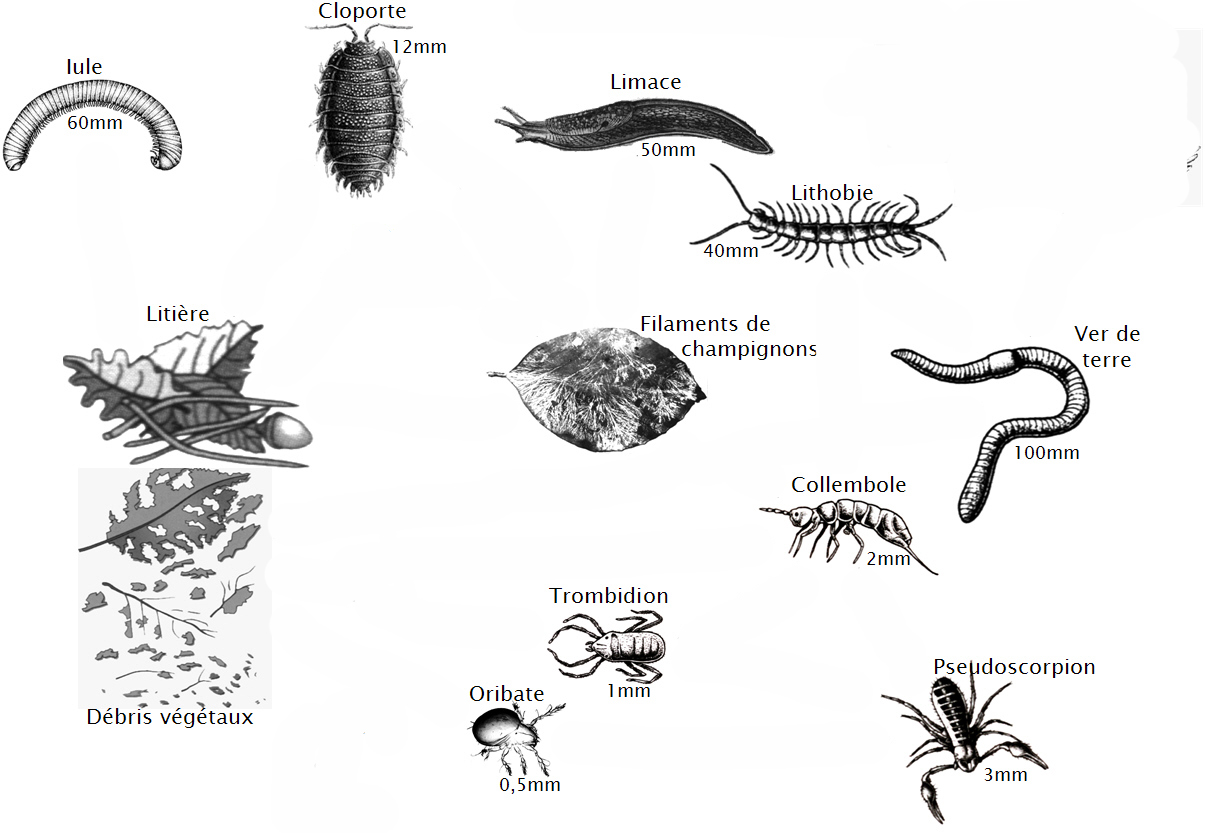 Cloporte
12mm
Iule
60mm
Limace
50mm
Lithobie
40mm
Litière
Filaments de
champignons
Ver de
terre
100mm
Collembole
2mm
Trombidion
1mm
Pseudoscorpion
3mm
Oribate
0,5mm
Débris végétaux